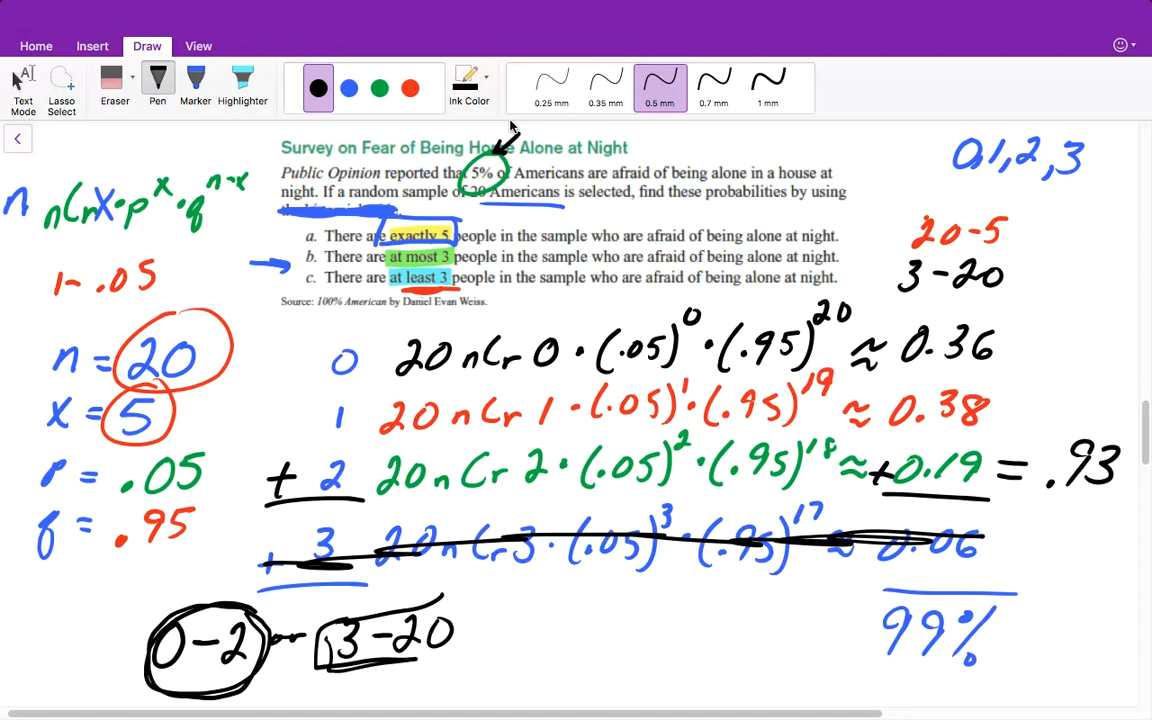 Home Insert Draw View
Text Mode
Lasso Select
Eraser
Pen
Marker
Highlighter
Ink Color
0.25 mm
0.35 mm
0.5 mm
0.7 mm
1 mm
Survey on Fear of Being Home Alone at Night
Public Opinion reported that 5% of Americans are afraid of being alone in a house at
night. If a random sample of 20 Americans is selected, find these probabilities by using
a. There are exactly 5 people in the sample who are afraid of being alone at night.
b. There are at most 3 people in the sample who are afraid of being alone at night.
c. There are at least 3 people in the sample who are afraid of being alone at night.
Source: 100% American by Daniel Evan Weiss.
0,1,2,3
n nCrX·p^x·q^n-x
1-.05
20-5
3-20
n = 20
x = 5
p = .05
q = .95
0 20 nCr 0 · (.05)^0 · (.95)^20 ≈ 0.36
1 20 nCr 1 · (.05)^1 · (.95)^19 ≈ 0.38
+ 2 20 nCr 2 · (.05)^2 · (.95)^18 ≈ +0.19 = .93
+ 3 20 nCr 3 · (.05)^3 · (.95)^17 ≈ 0.06
99%
0-2 or 3-20